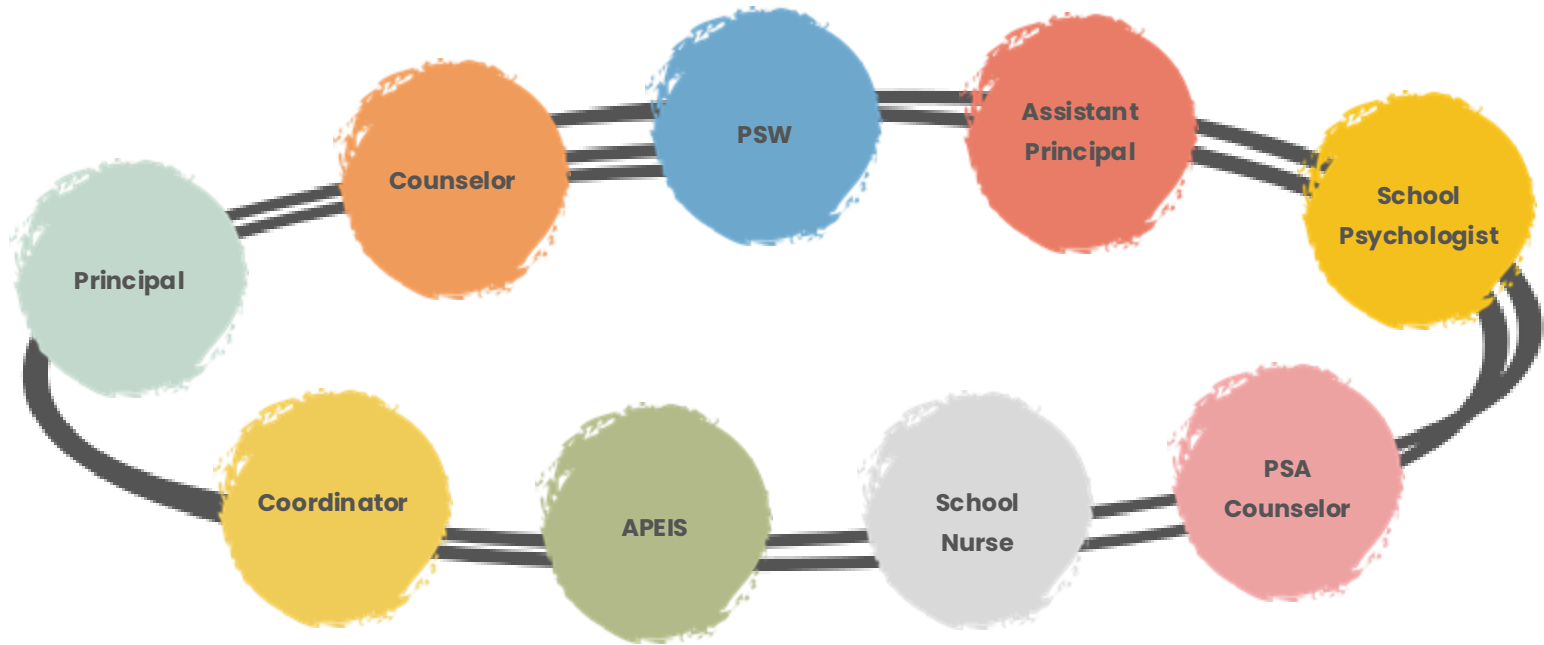 Principal
Counselor
PSW
Assistant
Principal
School
Psychologist
Coordinator
APEIS
School
Nurse
PSA
Counselor